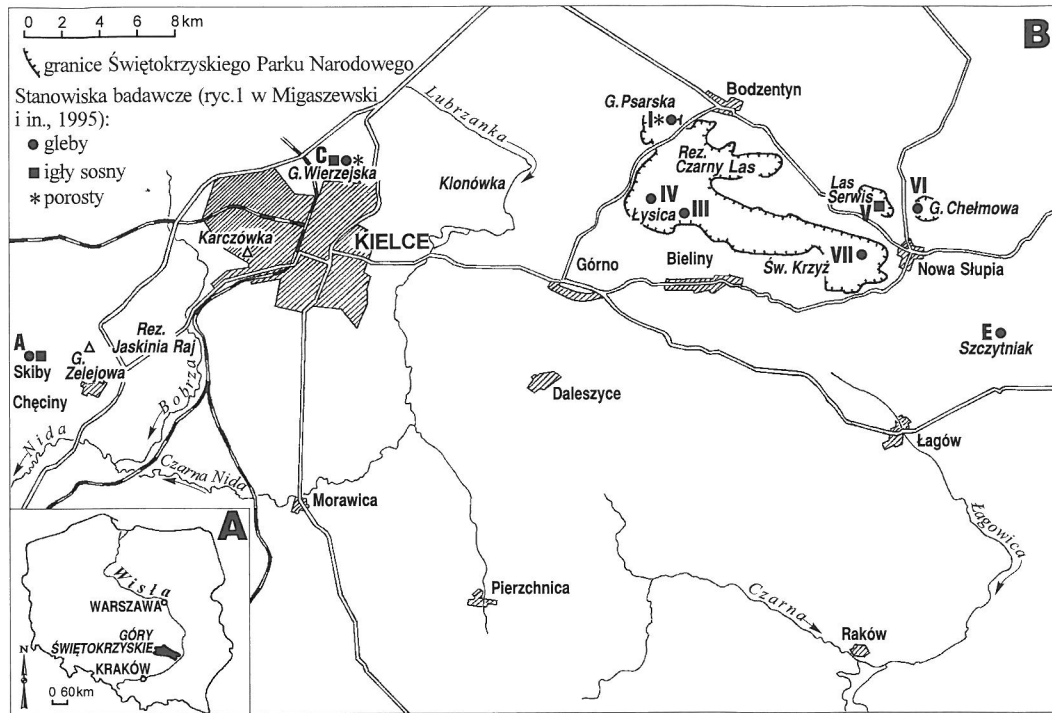 0 2 4 6 8 km
B
granice Świętokrzyskiego Parku Narodowego
Stanowiska badawcze (ryc.1 w Migaszewski
i in., 1995):
gleby
igły sosny
* porosty
Lubrzanka
Bodzentyn
G. Psarska
I*
Rez.
Czarny Las
C *
G. Wierzejska
Klonówka
IV
Łysica
III
Las
Serwis
V
VI
G. Chełmowa
Karczówka
KIELCE
Górno
Bieliny
Św. Krzyż
VII
Nowa Słupia
A
Skiby
G.
Zelejowa
Rez.
Jaskinia Raj
E
Szczytniak
Chęciny
Bobrza
Daleszyce
Łagów
Nida
Czarna Nida
Morawica
Łagowica
A
Wisła
WARSZAWA
GÓRY
ŚWIĘTOKRZYSKIE
KRAKÓW
N
0 60km
Pierzchnica
Czarna
Raków